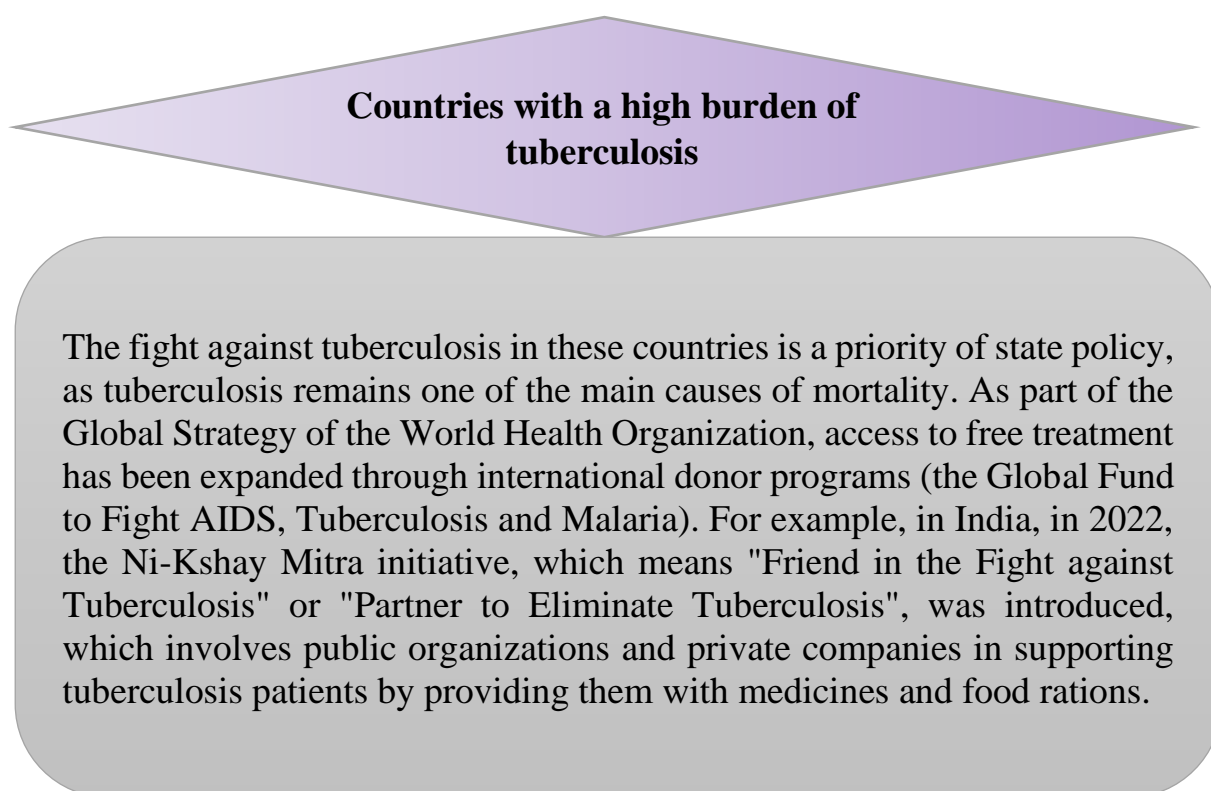 Countries with a high burden of
tuberculosis
The fight against tuberculosis in these countries is a priority of state policy,
as tuberculosis remains one of the main causes of mortality. As part of the
Global Strategy of the World Health Organization, access to free treatment
has been expanded through international donor programs (the Global Fund
to Fight AIDS, Tuberculosis and Malaria). For example, in India, in 2022,
the Ni-Kshay Mitra initiative, which means "Friend in the Fight against
Tuberculosis" or "Partner to Eliminate Tuberculosis", was introduced,
which involves public organizations and private companies in supporting
tuberculosis patients by providing them with medicines and food rations.